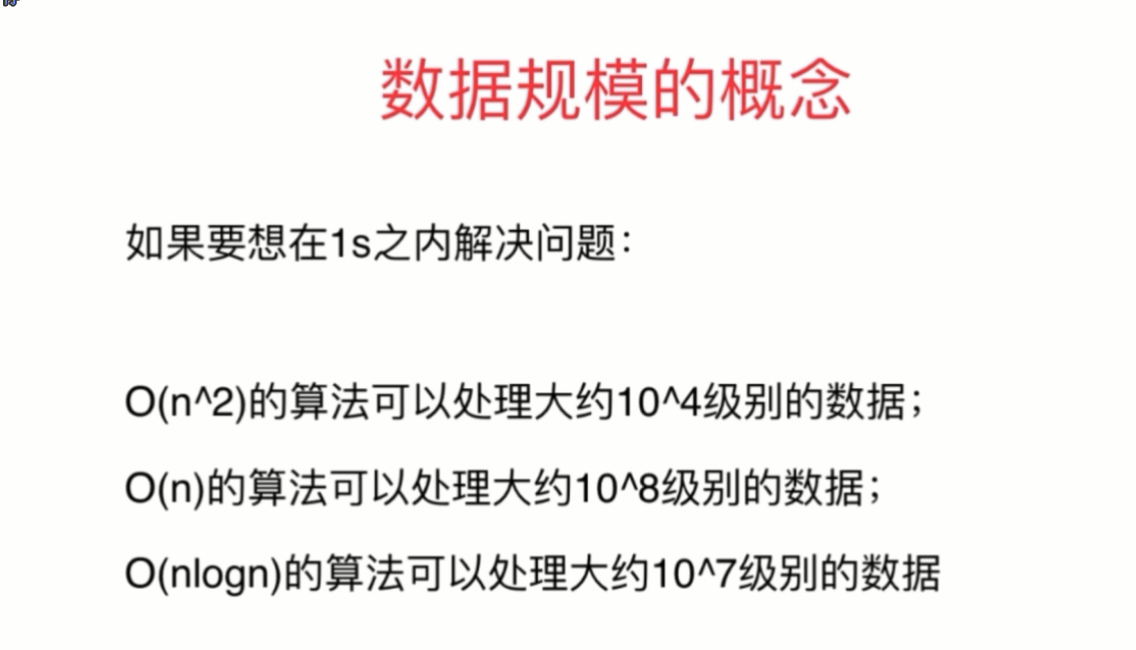 数据规模的概念
如果要想在1s之内解决问题：
O(n^2)的算法可以处理大约10^4级别的数据；
O(n)的算法可以处理大约10^8级别的数据；
O(nlogn)的算法可以处理大约10^7级别的数据